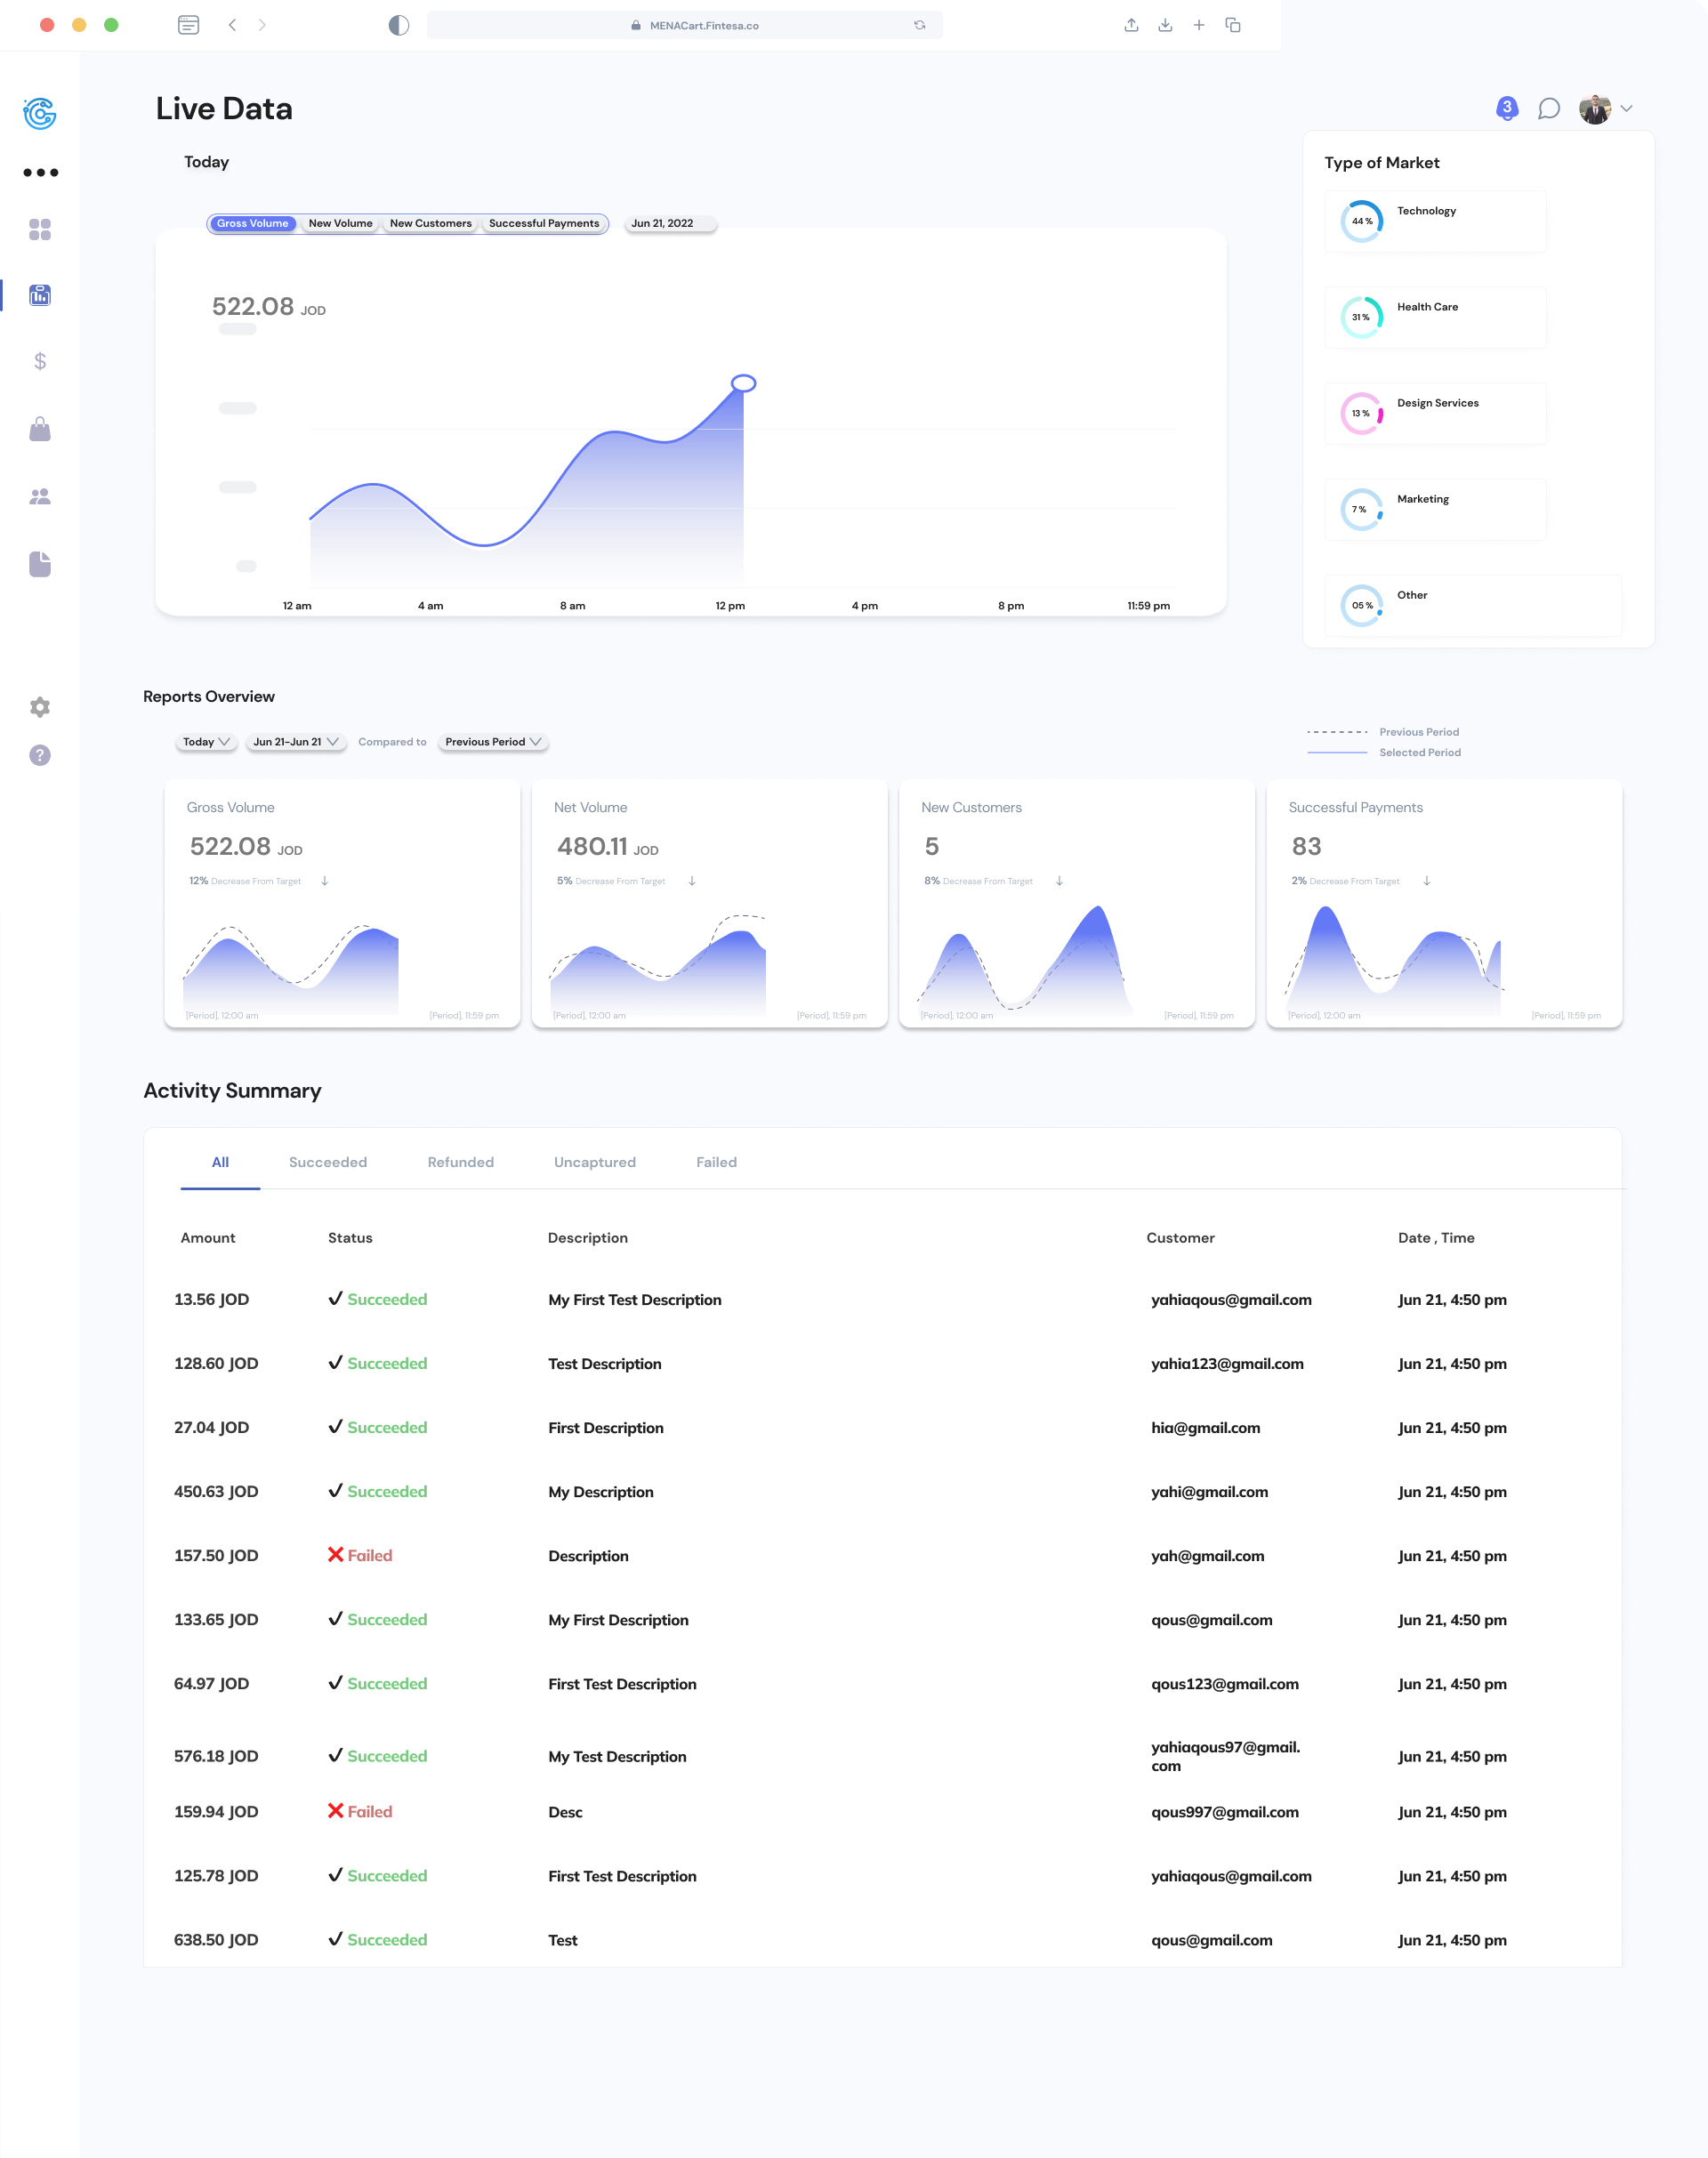 MENACart.Fintesa.co
Live Data
3
Today
Type of Market
Gross Volume New Volume New Customers Successful Payments Jun 21, 2022
44 % Technology
522.08 JOD
31 % Health Care
13 % Design Services
7 % Marketing
05 % Other
12 am 4 am 8 am 12 pm 4 pm 8 pm 11:59 pm
Reports Overview
Today Jun 21-Jun 21 Compared to Previous Period
Previous Period
Selected Period
Gross Volume
522.08 JOD
12% Decrease From Target
[Period], 12:00 am [Period], 11:59 pm
Net Volume
480.11 JOD
5% Decrease From Target
[Period], 12:00 am [Period], 11:59 pm
New Customers
5
8% Decrease From Target
[Period], 12:00 am [Period], 11:59 pm
Successful Payments
83
2% Decrease From Target
[Period], 12:00 am [Period], 11:59 pm
Activity Summary
All Succeeded Refunded Uncaptured Failed
Amount Status Description Customer Date , Time
13.56 JOD Succeeded My First Test Description yahiaqous@gmail.com Jun 21, 4:50 pm
128.60 JOD Succeeded Test Description yahia123@gmail.com Jun 21, 4:50 pm
27.04 JOD Succeeded First Description hia@gmail.com Jun 21, 4:50 pm
450.63 JOD Succeeded My Description yahi@gmail.com Jun 21, 4:50 pm
157.50 JOD Failed Description yah@gmail.com Jun 21, 4:50 pm
133.65 JOD Succeeded My First Description qous@gmail.com Jun 21, 4:50 pm
64.97 JOD Succeeded First Test Description qous123@gmail.com Jun 21, 4:50 pm
576.18 JOD Succeeded My Test Description yahiaqous97@gmail.
com Jun 21, 4:50 pm
159.94 JOD Failed Desc qous997@gmail.com Jun 21, 4:50 pm
125.78 JOD Succeeded First Test Description yahiaqous@gmail.com Jun 21, 4:50 pm
638.50 JOD Succeeded Test qous@gmail.com Jun 21, 4:50 pm